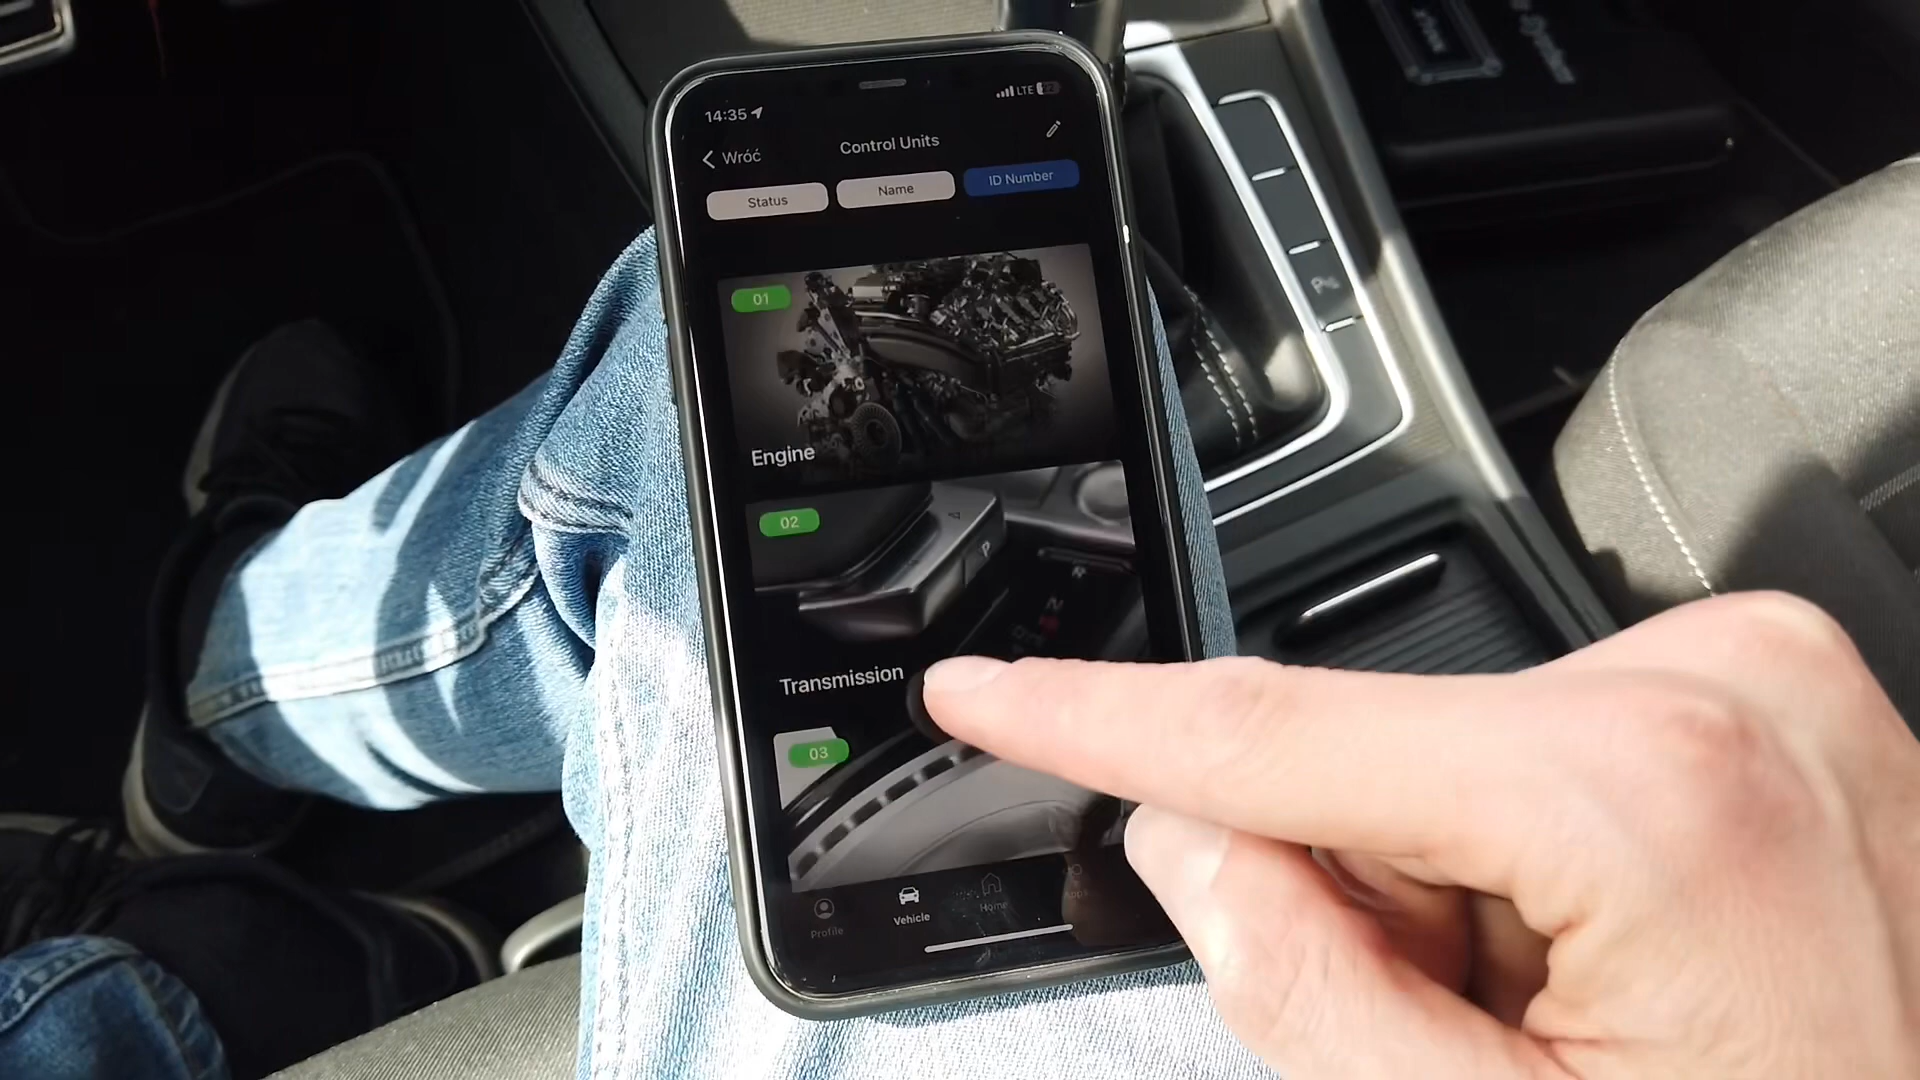 14:35
LTE
Wróć
Control Units
Status
Name
ID Number
01
Engine
02
P
R
N
Transmission
03
Profile
Vehicle
Home